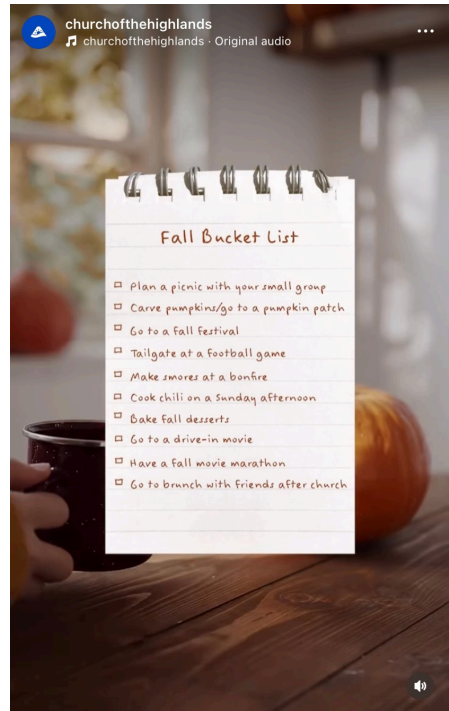 churchofthehighlands
churchofthehighlands · Original audio
Fall Bucket List
Plan a picnic with your small group
Carve pumpkins/go to a pumpkin patch
Go to a fall festival
Tailgate at a football game
Make smores at a bonfire
Cook chili on a Sunday afternoon
Bake fall desserts
Go to a drive-in movie
Have a fall movie marathon
Go to brunch with friends after church